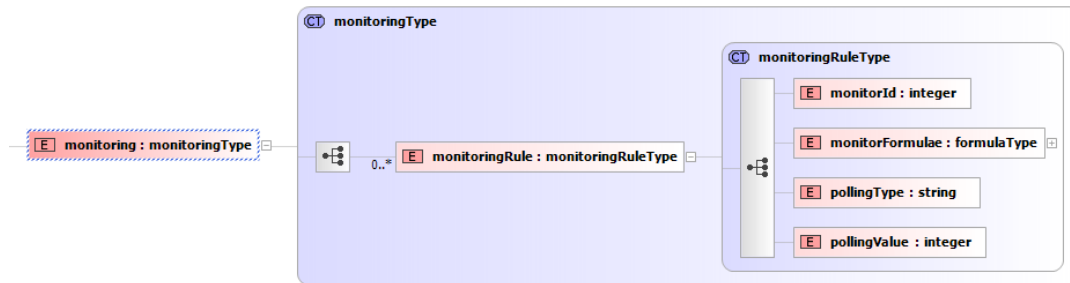 CT monitoringType
CT monitoringRuleType
E monitorId : integer
E monitoring : monitoringType
E monitorFormulae : formulaType
0..*
E monitoringRule : monitoringRuleType
E pollingType : string
E pollingValue : integer